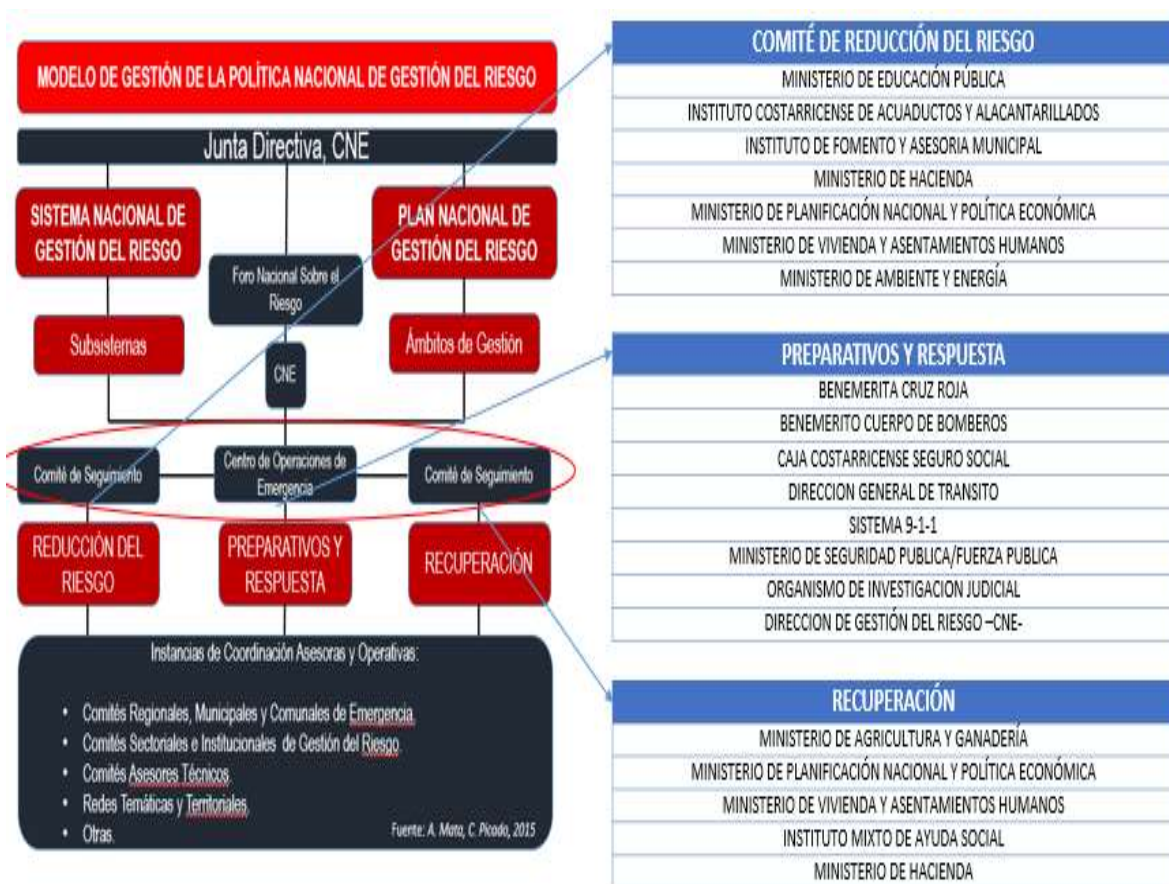 MODELO DE GESTIÓN DE LA POLÍTICA NACIONAL DE GESTIÓN DEL RIESGO
Junta Directiva, CNE
SISTEMA NACIONAL DE
GESTIÓN DEL RIESGO
PLAN NACIONAL DE
GESTIÓN DEL RIESGO
Foro Nacional Sobre el
Riesgo
Subsistemas
Ámbitos de Gestión
CNE
Comité de Seguimiento
Centro de Operaciones de
Emergencia
Comité de Seguimiento
REDUCCIÓN DEL
RIESGO
PREPARATIVOS Y
RESPUESTA
RECUPERACIÓN
Instancias de Coordinación Asesoras y Operativas:
• Comités Regionales, Municipales y Comunales de Emergencia.
• Comités Sectoriales e Institucionales de Gestión del Riesgo.
• Comités Asesores Técnicos.
• Redes Temáticas y Territoriales.
• Otras.
Fuente: A. Mata, C. Picado, 2015
COMITÉ DE REDUCCIÓN DEL RIESGO
MINISTERIO DE EDUCACIÓN PÚBLICA
INSTITUTO COSTARRICENSE DE ACUADUCTOS Y ALACANTARILLADOS
INSTITUTO DE FOMENTO Y ASESORIA MUNICIPAL
MINISTERIO DE HACIENDA
MINISTERIO DE PLANIFICACIÓN NACIONAL Y POLÍTICA ECONÓMICA
MINISTERIO DE VIVIENDA Y ASENTAMIENTOS HUMANOS
MINISTERIO DE AMBIENTE Y ENERGÍA
PREPARATIVOS Y RESPUESTA
BENEMERITA CRUZ ROJA
BENEMERITO CUERPO DE BOMBEROS
CAJA COSTARRICENSE SEGURO SOCIAL
DIRECCION GENERAL DE TRANSITO
SISTEMA 9-1-1
MINISTERIO DE SEGURIDAD PUBLICA/FUERZA PUBLICA
ORGANISMO DE INVESTIGACION JUDICIAL
DIRECCION DE GESTIÓN DEL RIESGO –CNE-
RECUPERACIÓN
MINISTERIO DE AGRICULTURA Y GANADERÍA
MINISTERIO DE PLANIFICACIÓN NACIONAL Y POLÍTICA ECONÓMICA
MINISTERIO DE VIVIENDA Y ASENTAMIENTOS HUMANOS
INSTITUTO MIXTO DE AYUDA SOCIAL
MINISTERIO DE HACIENDA